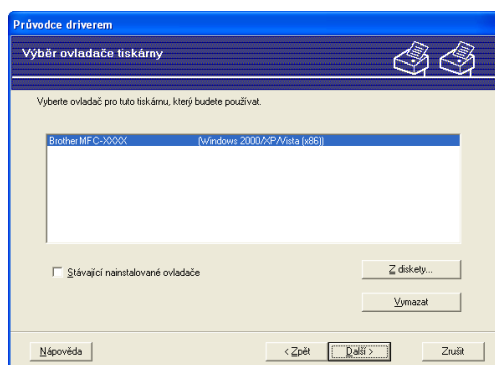 Průvodce driverem
Výběr ovladače tiskárny
Vyberte ovladač pro tuto tiskárnu, který budete používat.
Brother MFC-XXXX (Windows 2000/XP/Vista (x86))
Stávající nainstalované ovladače
Z diskety...
Vymazat
Nápověda < Zpět Další > Zrušit